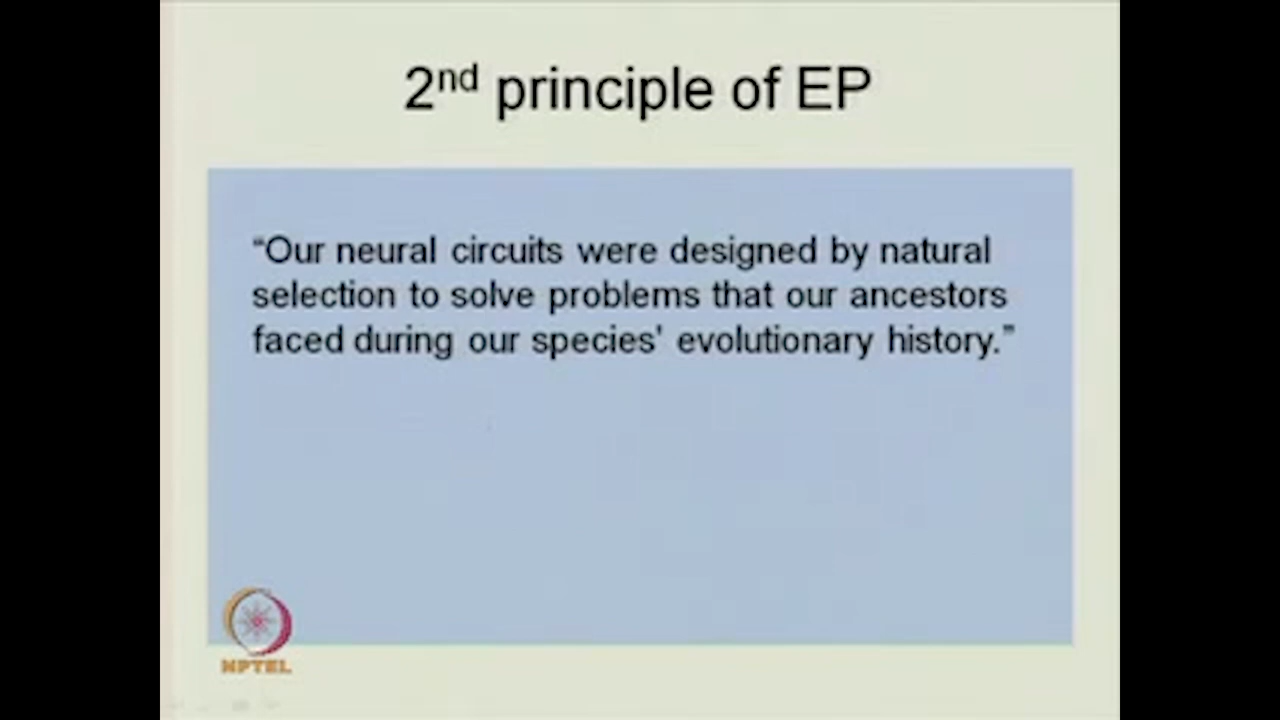 2nd principle of EP
“Our neural circuits were designed by natural
selection to solve problems that our ancestors
faced during our species' evolutionary history.”
NPTEL